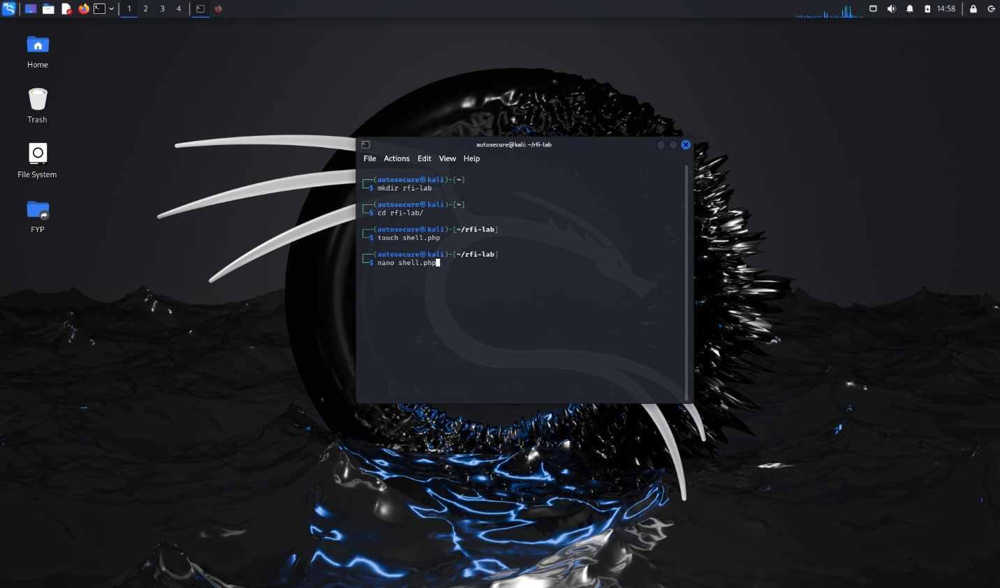 1 2 3 4
14:58
Home
Trash
File System
FYP
autosecure@kali: ~/rfi-lab
File Actions Edit View Help
┌──(autosecure㉿kali)-[~]
└─$ mkdir rfi-lab
┌──(autosecure㉿kali)-[~]
└─$ cd rfi-lab/
┌──(autosecure㉿kali)-[~/rfi-lab]
└─$ touch shell.php
┌──(autosecure㉿kali)-[~/rfi-lab]
└─$ nano shell.php